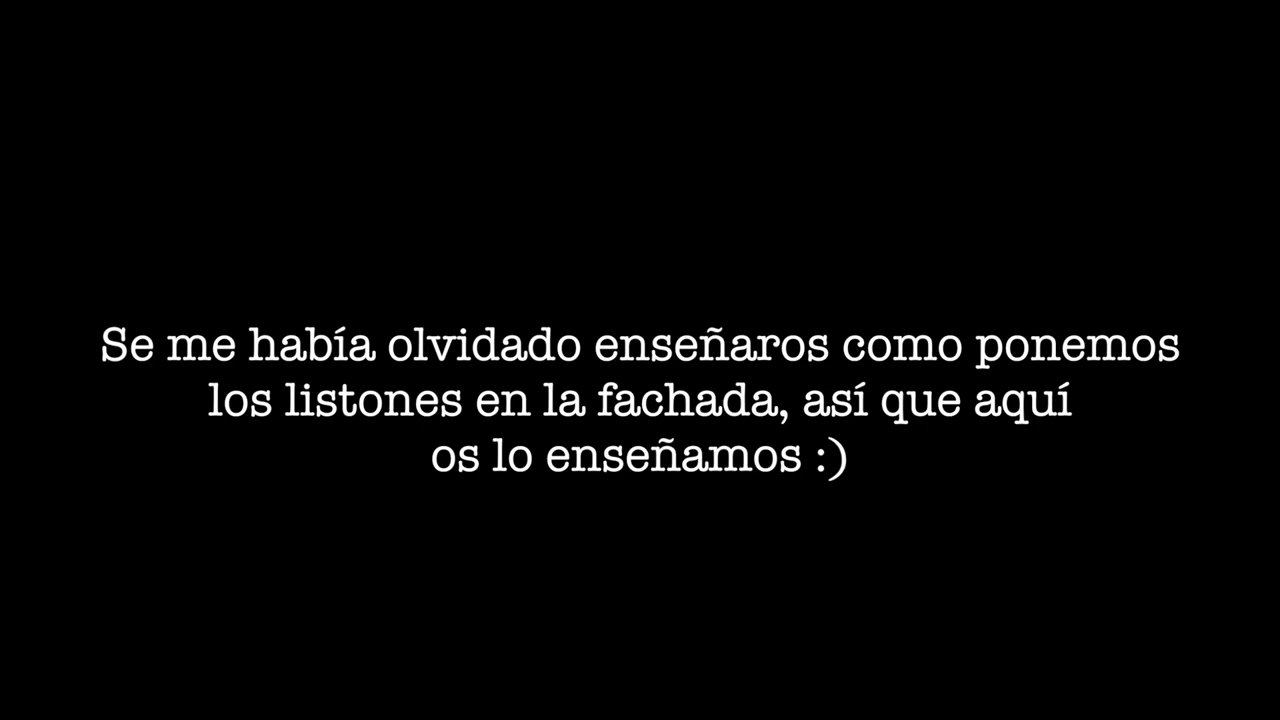 Se me había olvidado enseñaros como ponemos
los listones en la fachada, así que aquí
os lo enseñamos :)